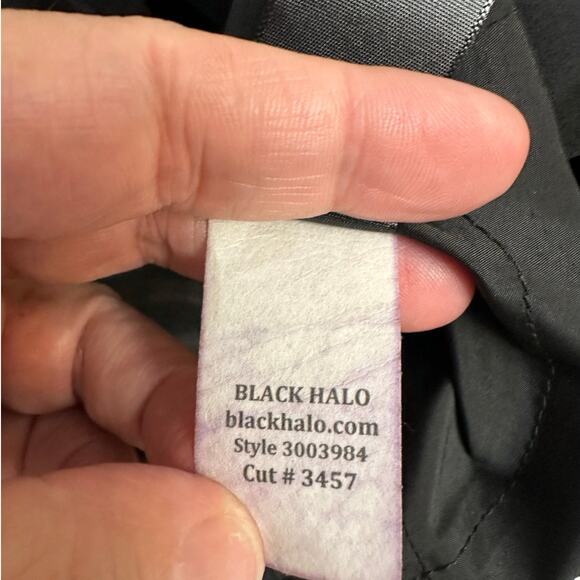 BLACK HALO
blackhalo.com
Style 3003984
Cut # 3457